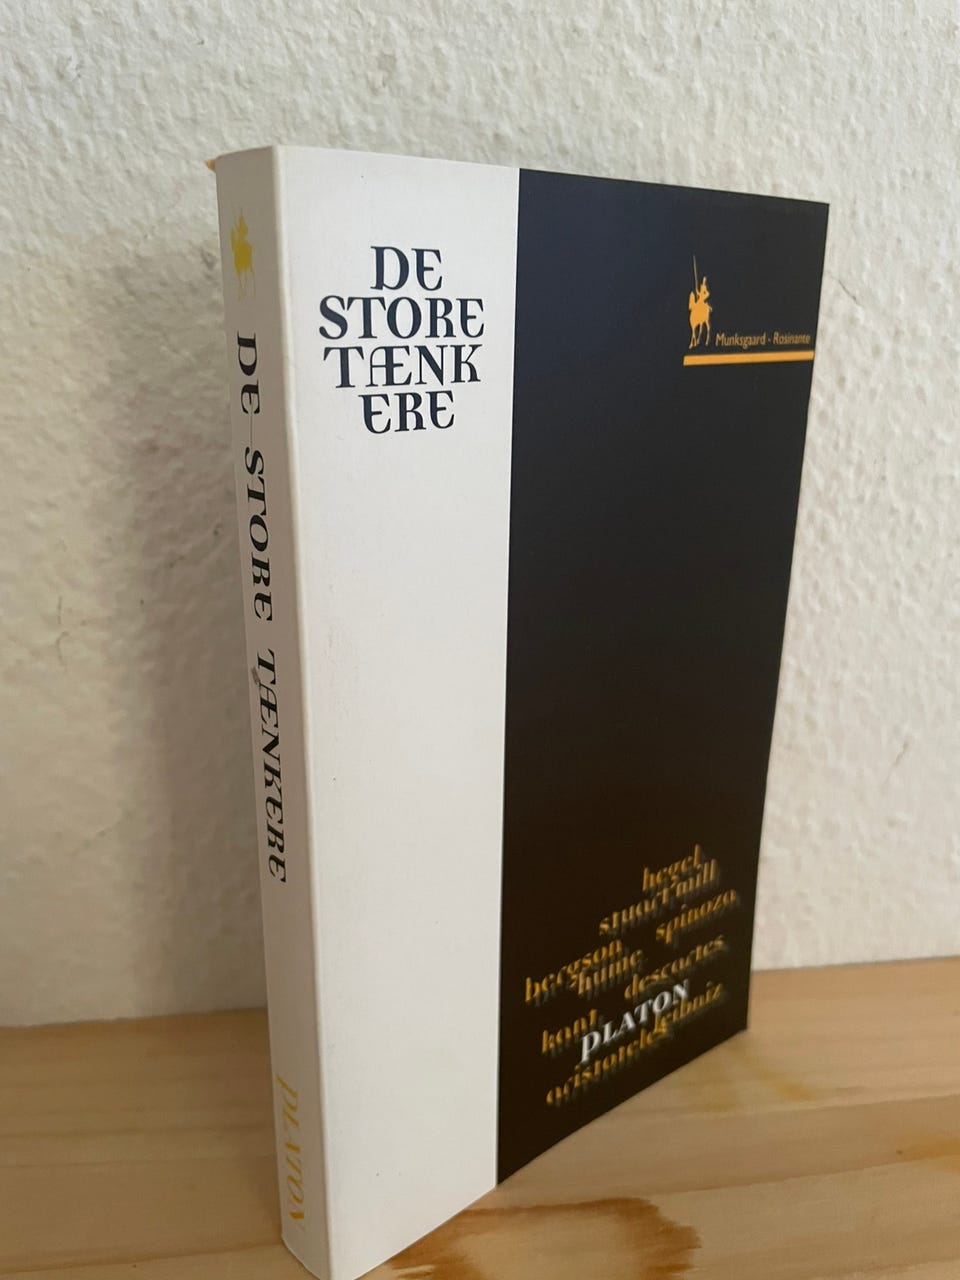 DE STORE TÆNKERE
PLATON
DE
STORE
TÆNK
ERE
Munksgaard · Rosinante
hegel
stuart mill
spinoza
bergson
hume
descartes
kant
PLATON
leibniz
aristoteles